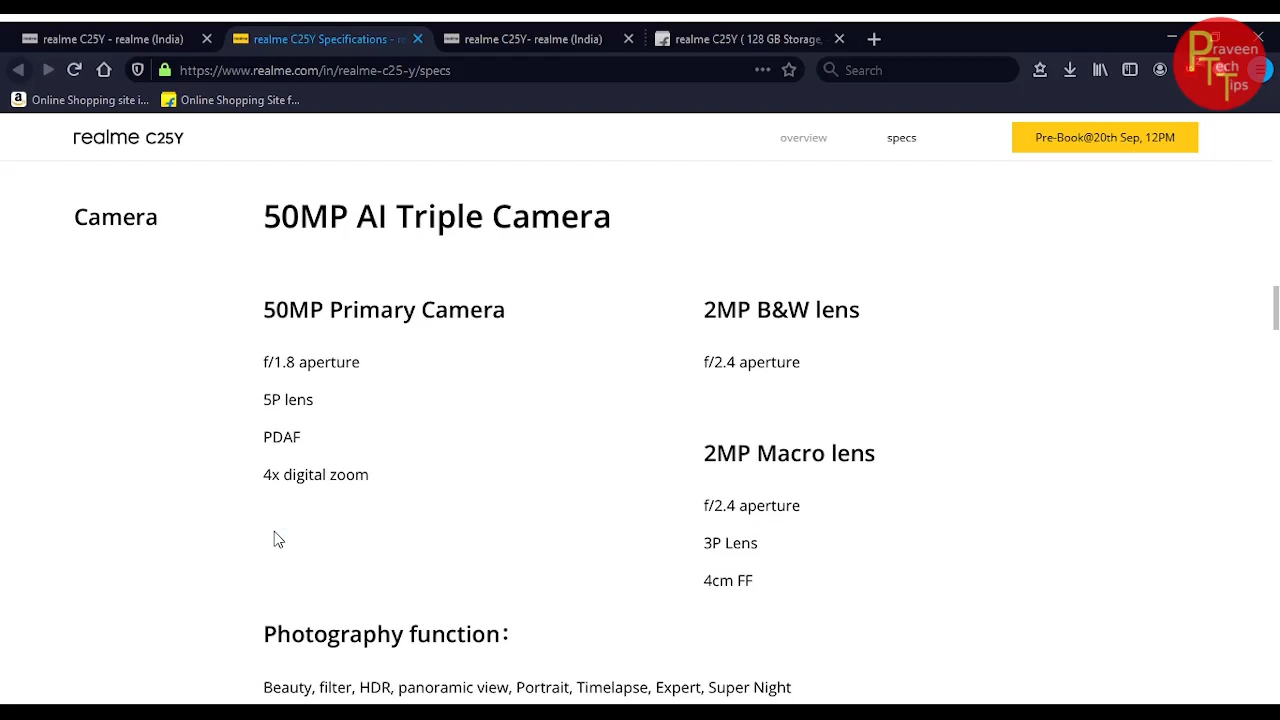 realme C25Y - realme (India)
realme C25Y Specifications - re
realme C25Y- realme (India)
realme C25Y ( 128 GB Storage,
https://www.realme.com/in/realme-c25-y/specs
Search
Online Shopping site i...
Online Shopping Site f...
Praveen
Tech
Tips
realme C25Y
overview
specs
Pre-Book@20th Sep, 12PM
Camera
50MP AI Triple Camera
50MP Primary Camera
f/1.8 aperture
5P lens
PDAF
4x digital zoom
2MP B&W lens
f/2.4 aperture
2MP Macro lens
f/2.4 aperture
3P Lens
4cm FF
Photography function：
Beauty, filter, HDR, panoramic view, Portrait, Timelapse, Expert, Super Night